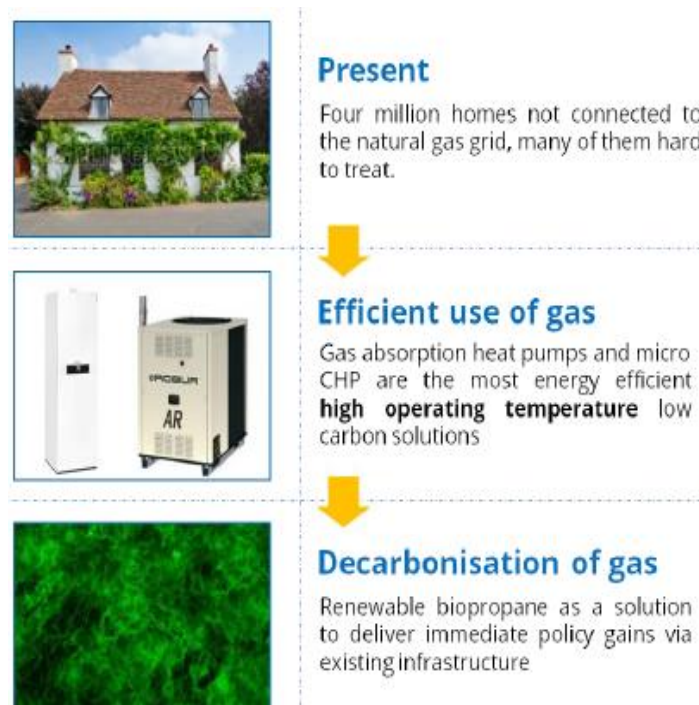 Present
Four million homes not connected to
the natural gas grid, many of them hard
to treat.
Efficient use of gas
Gas absorption heat pumps and micro
CHP are the most energy efficient
high operating temperature low
carbon solutions
ROBUR
AR
Decarbonisation of gas
Renewable biopropane as a solution
to deliver immediate policy gains via
existing infrastructure